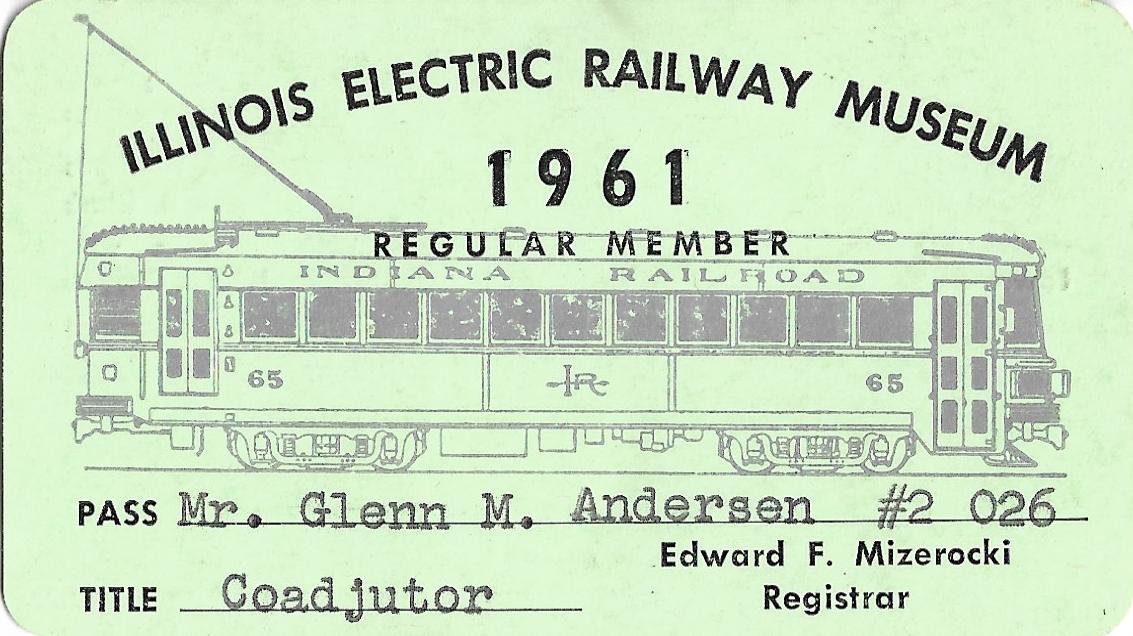 ILLINOIS ELECTRIC RAILWAY MUSEUM
1961
REGULAR MEMBER
INDIANA RAILROAD
65 IR 65
PASS Mr. Glenn M. Andersen #2 026
Edward F. Mizerocki
TITLE Coadjutor
Registrar